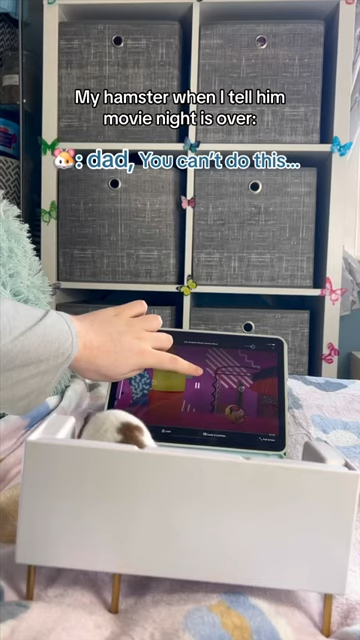 My hamster when I tell him
movie night is over:
🐹: dad, You can't do this...